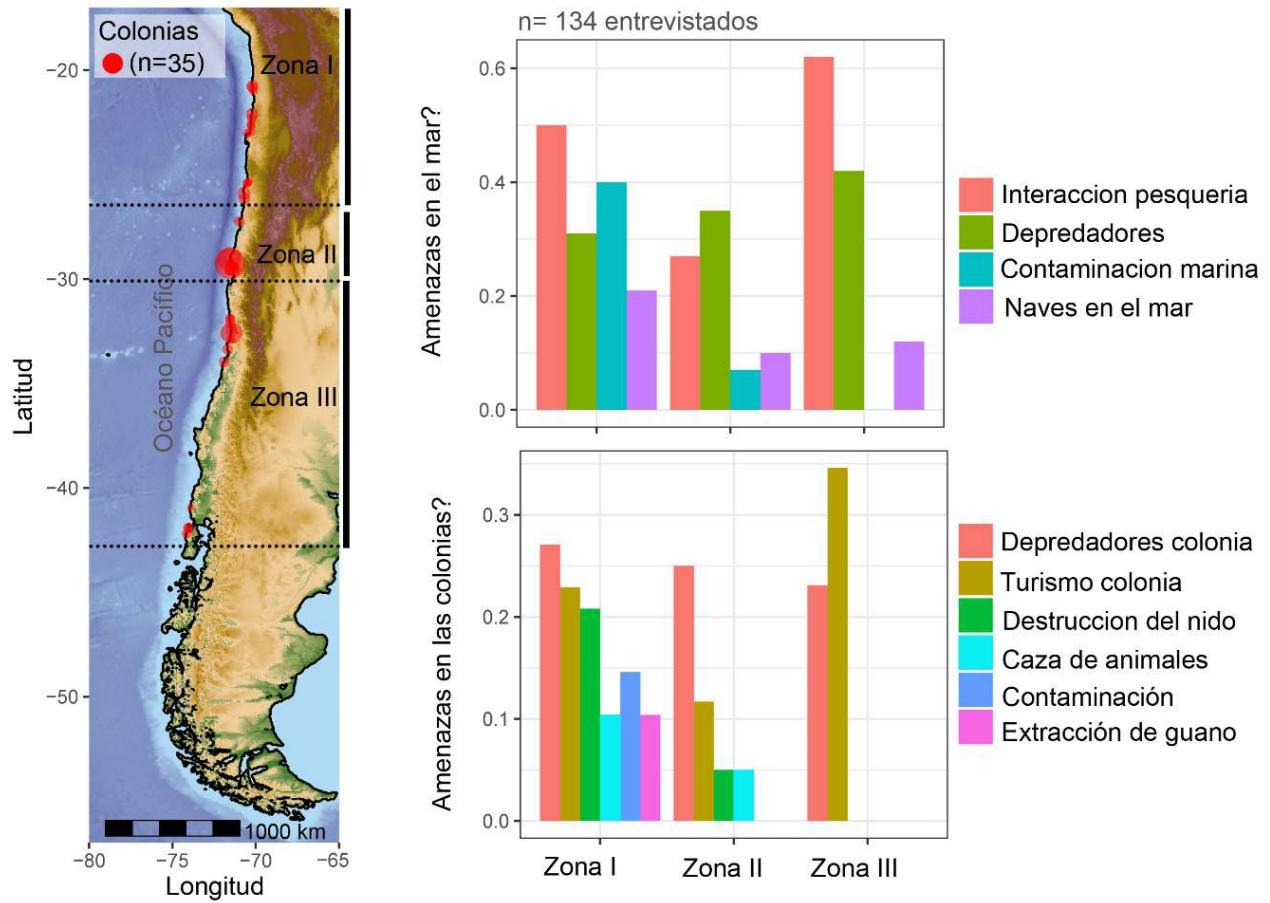 Colonias
(n=35)
Zona I
Zona II
Zona III
Océano Pacífico
Latitud
−20
−30
−40
−50
1000 km
−80
−75
−70
−65
Longitud
n= 134 entrevistados
Amenazas en el mar?
0.6
0.4
0.2
0.0
Interaccion pesqueria
Depredadores
Contaminacion marina
Naves en el mar
Amenazas en las colonias?
0.3
0.2
0.1
0.0
Zona I
Zona II
Zona III
Depredadores colonia
Turismo colonia
Destruccion del nido
Caza de animales
Contaminación
Extracción de guano